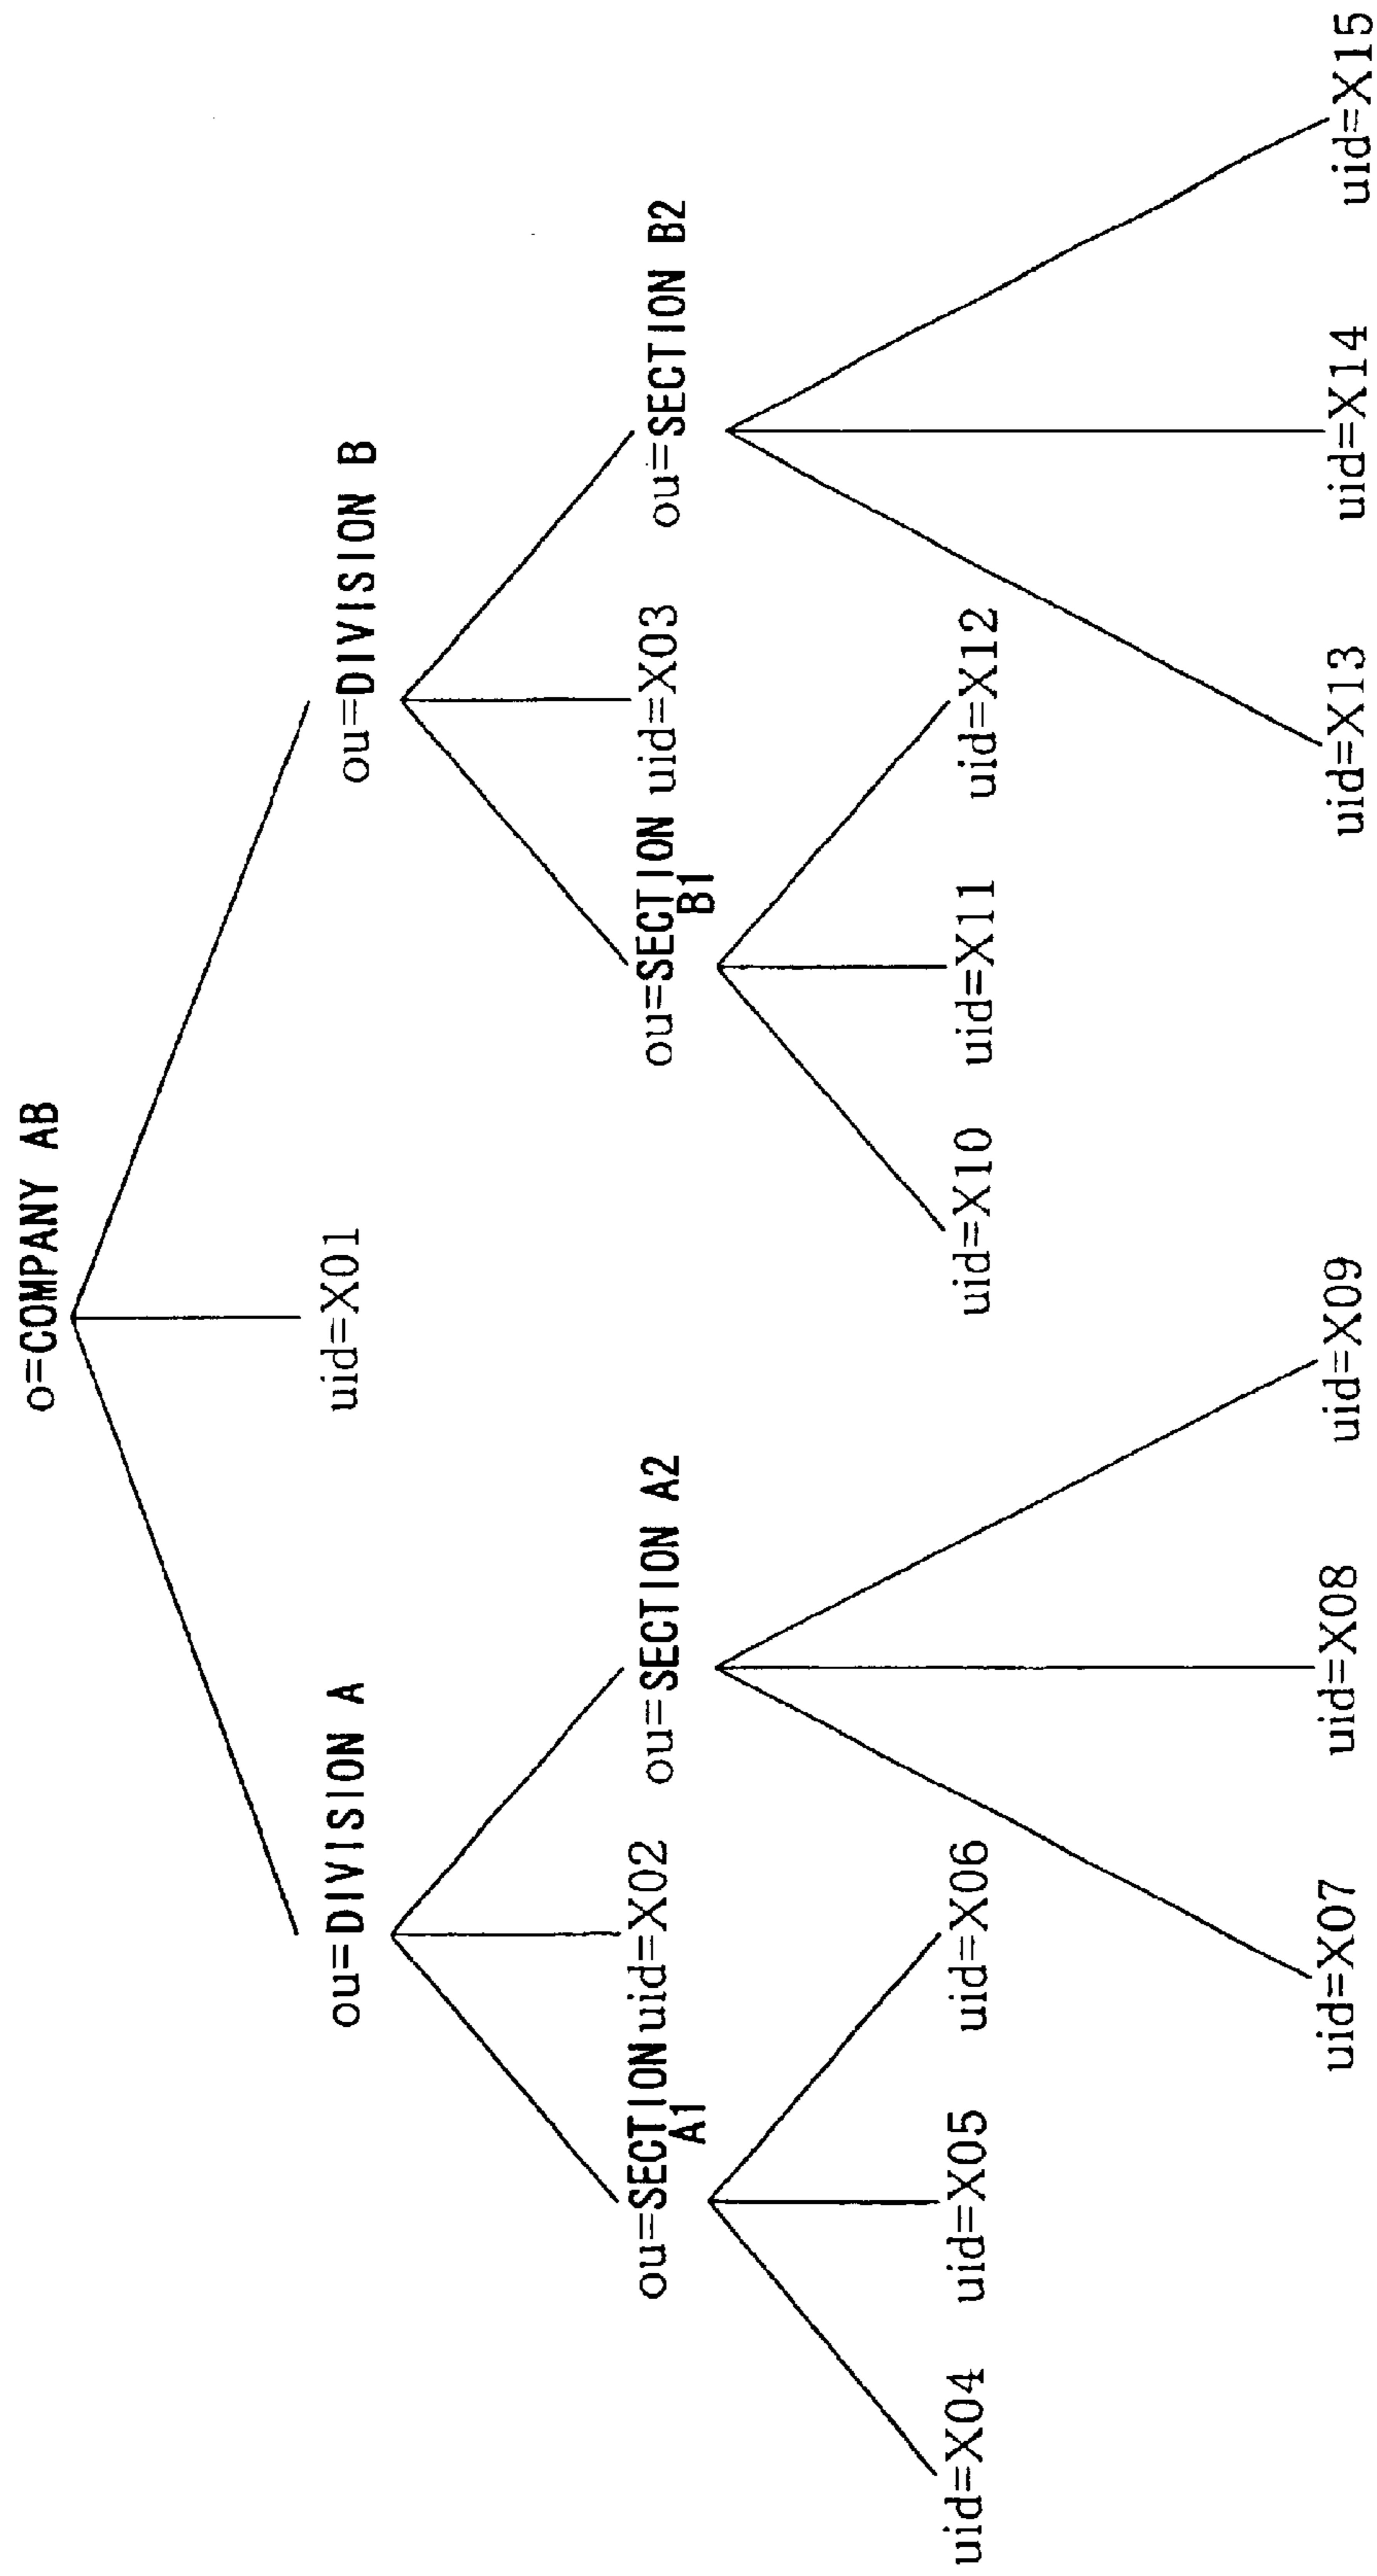 o=COMPANY AB
ou=DIVISION A
uid=X01
ou=DIVISION B
ou=SECTION
A1
uid=X02
ou=SECTION A2
ou=SECTION
B1
uid=X03
ou=SECTION B2
uid=X04
uid=X05
uid=X06
uid=X10
uid=X11
uid=X12
uid=X07
uid=X08
uid=X09
uid=X13
uid=X14
uid=X15